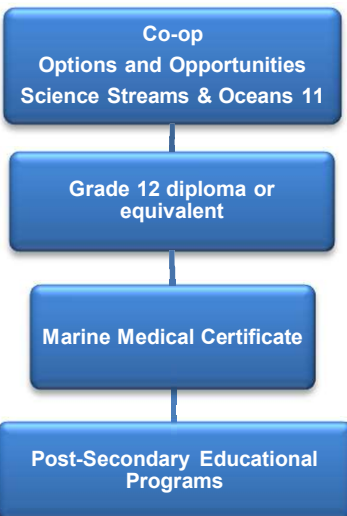 Co-op
Options and Opportunities
Science Streams & Oceans 11
Grade 12 diploma or
equivalent
Marine Medical Certificate
Post-Secondary Educational
Programs